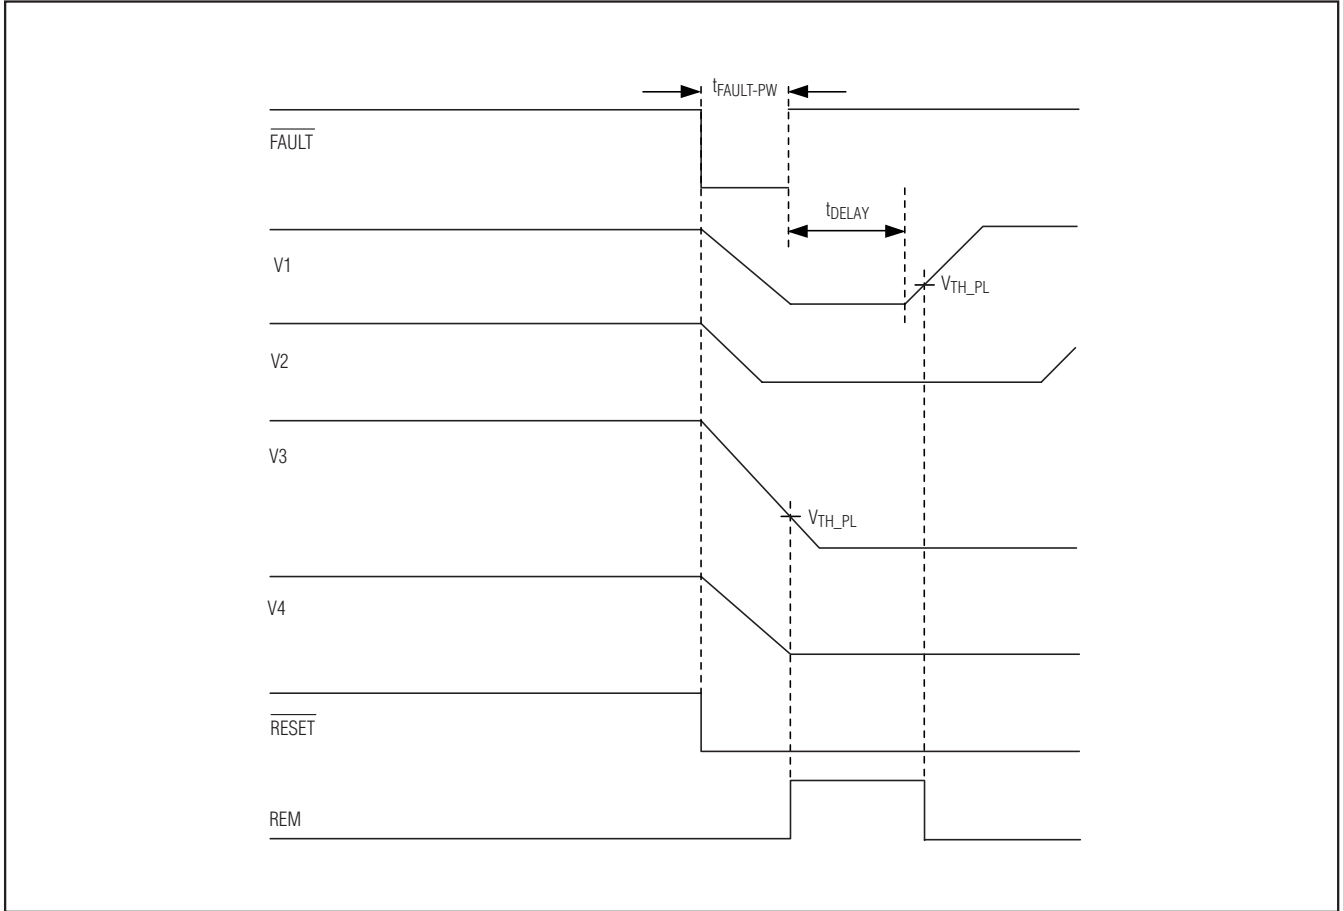 tFAULT-PW
FAULT
tDELAY
V1
VTH_PL
V2
V3
VTH_PL
V4
RESET
REM